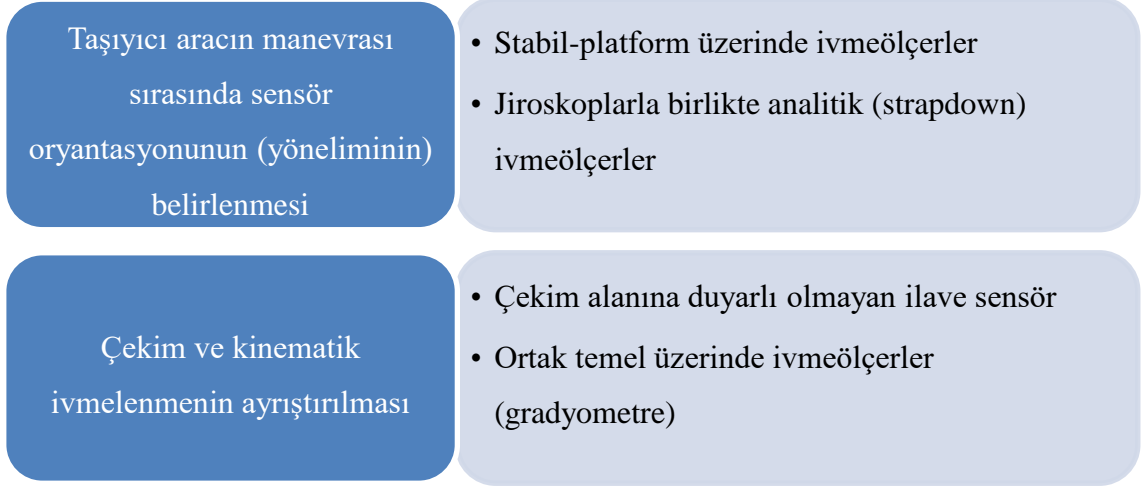 Taşıyıcı aracın manevrası
sırasında sensör
oryantasyonunun (yöneliminin)
belirlenmesi
• Stabil-platform üzerinde ivmeölçerler
• Jiroskoplarla birlikte analitik (strapdown)
ivmeölçerler
Çekim ve kinematik
ivmelenmenin ayrıştırılması
• Çekim alanına duyarlı olmayan ilave sensör
• Ortak temel üzerinde ivmeölçerler
(gradyometre)